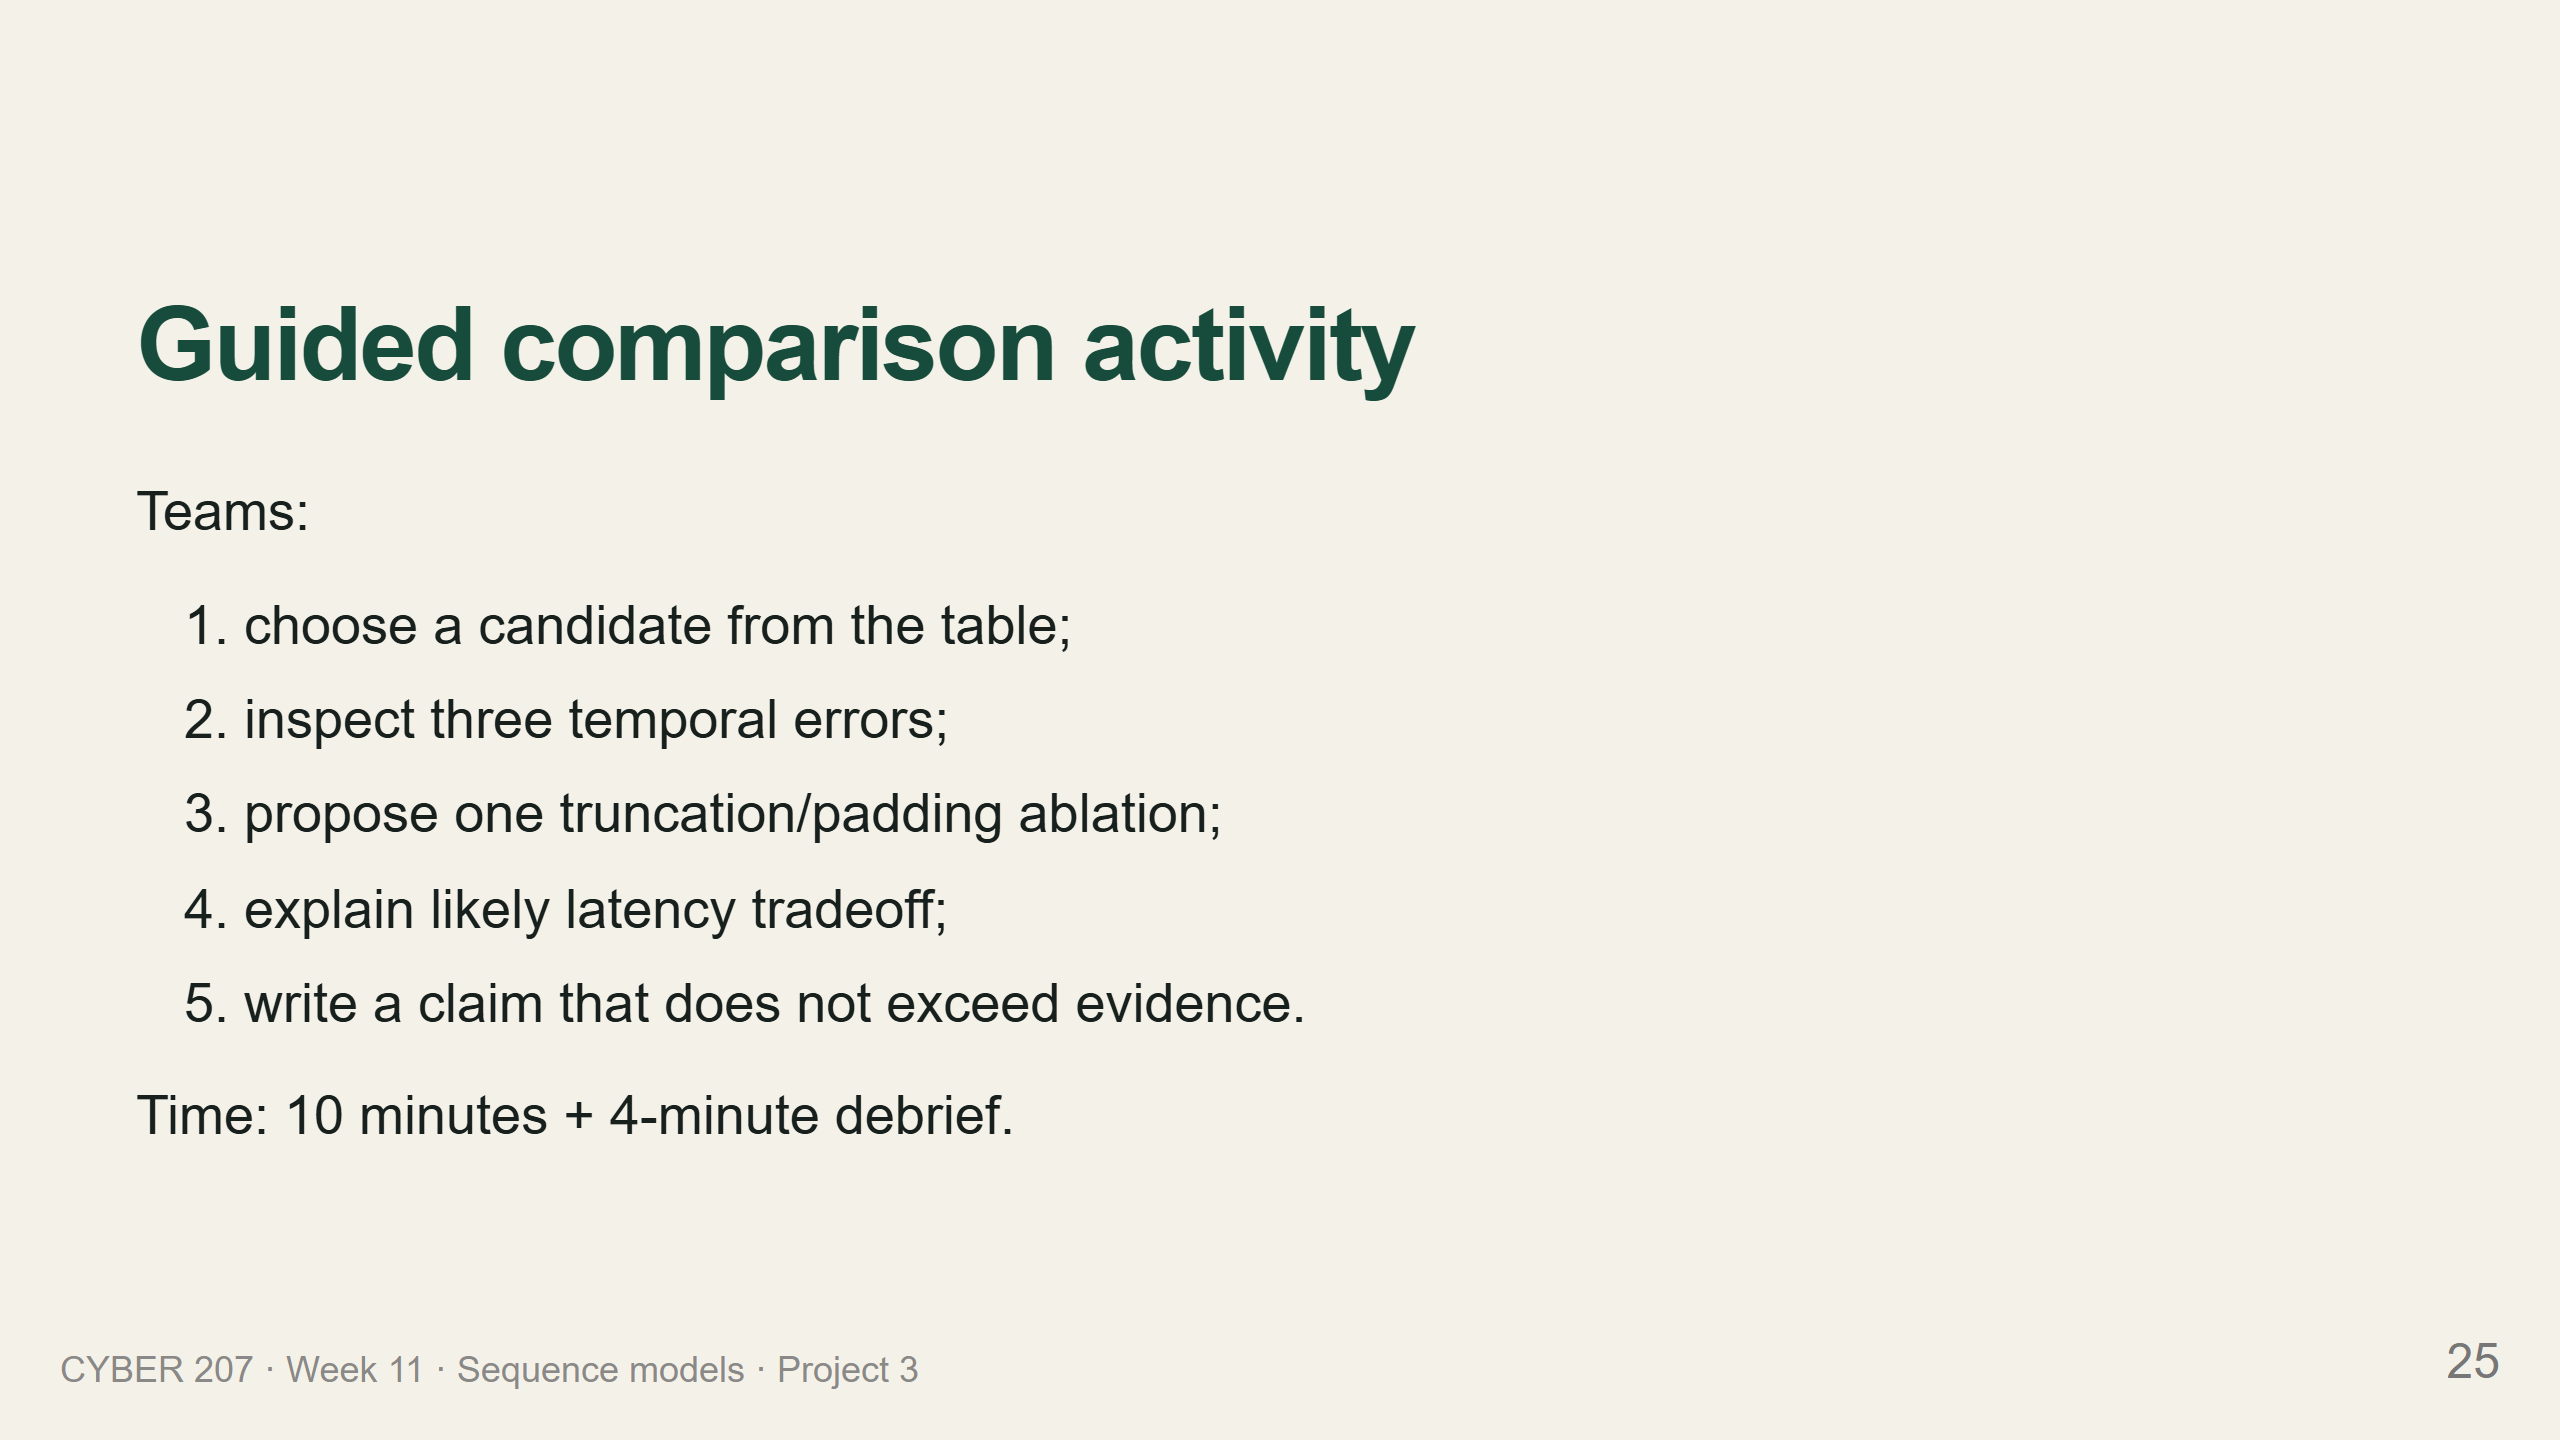 Guided comparison activity
Teams:
1. choose a candidate from the table;
2. inspect three temporal errors;
3. propose one truncation/padding ablation;
4. explain likely latency tradeoff;
5. write a claim that does not exceed evidence.
Time: 10 minutes + 4-minute debrief.
CYBER 207 · Week 11 · Sequence models · Project 3
25